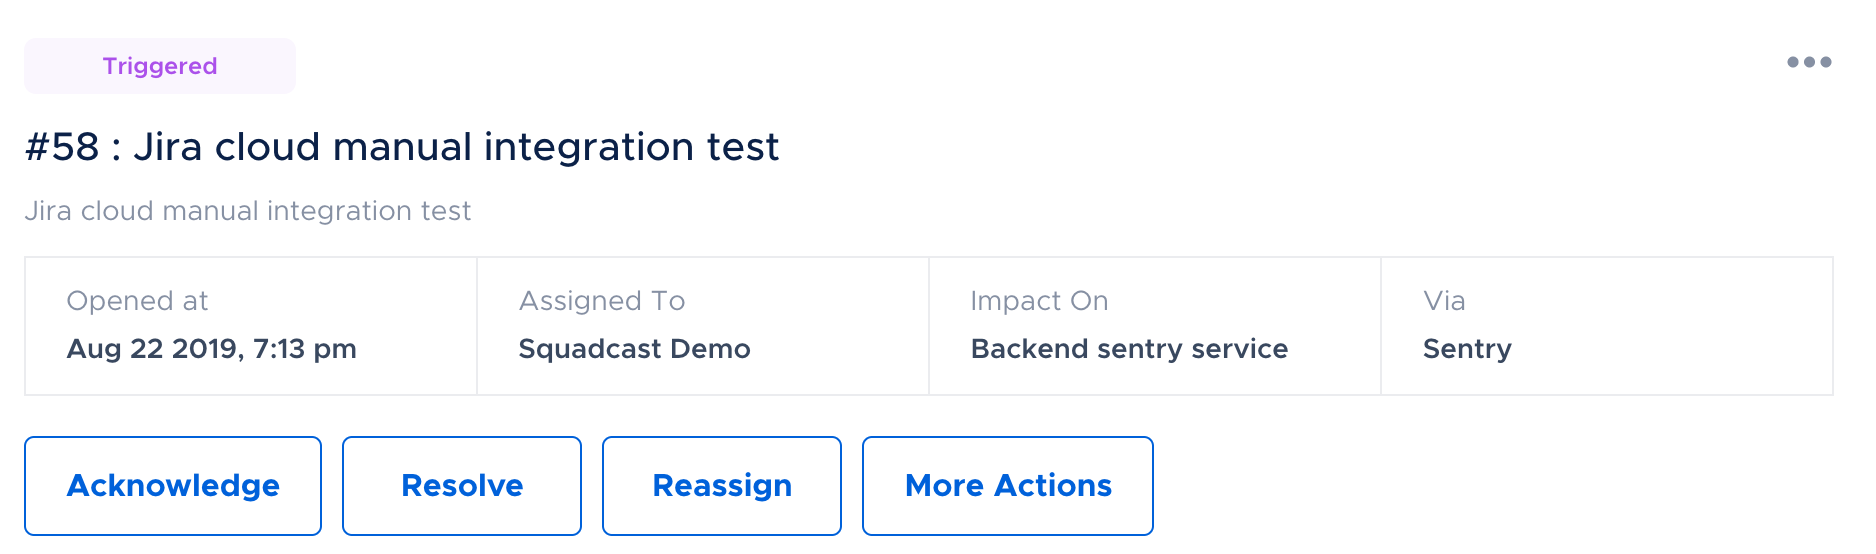 Triggered
#58 : Jira cloud manual integration test
Jira cloud manual integration test
Opened at
Aug 22 2019, 7:13 pm
Assigned To
Squadcast Demo
Impact On
Backend sentry service
Via
Sentry
Acknowledge
Resolve
Reassign
More Actions